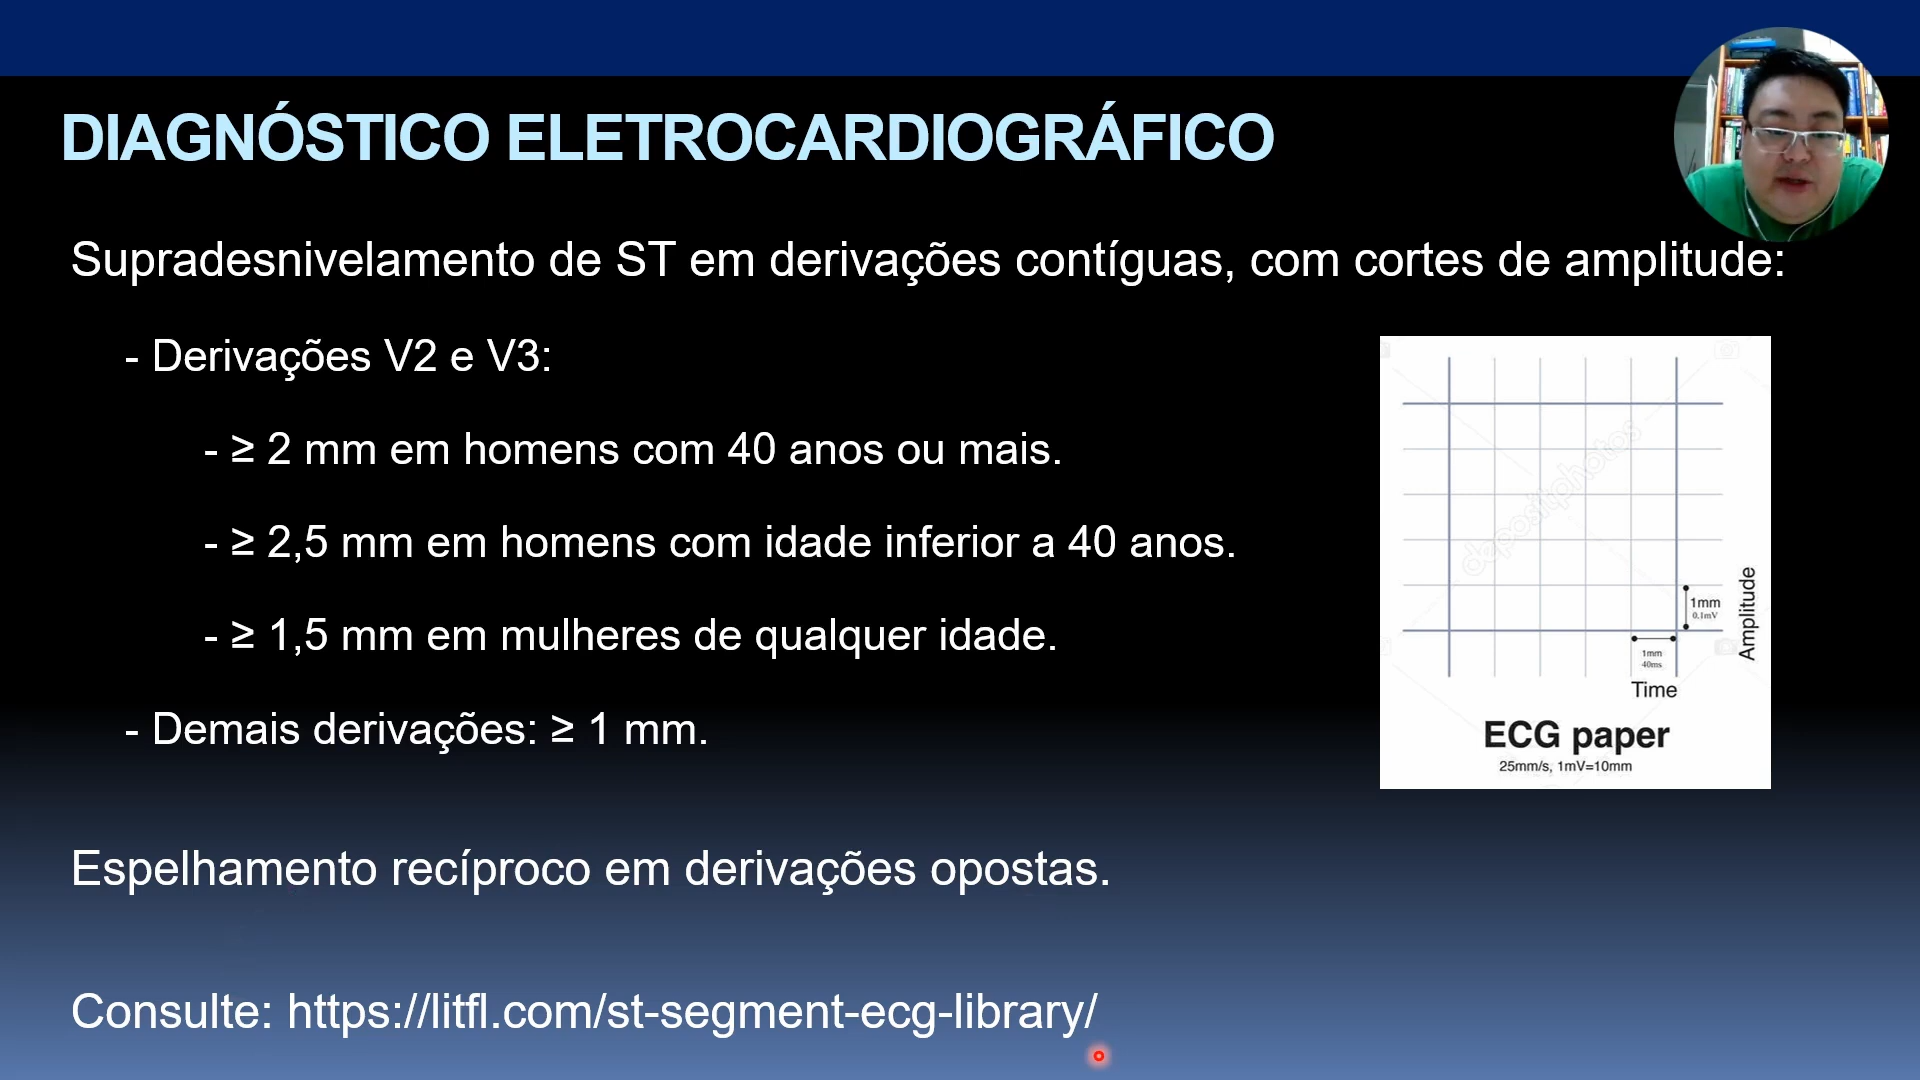 DIAGNÓSTICO ELETROCARDIOGRÁFICO
Supradesnivelamento de ST em derivações contíguas, com cortes de amplitude:
- Derivações V2 e V3:
- ≥ 2 mm em homens com 40 anos ou mais.
- ≥ 2,5 mm em homens com idade inferior a 40 anos.
- ≥ 1,5 mm em mulheres de qualquer idade.
- Demais derivações: ≥ 1 mm.
Espelhamento recíproco em derivações opostas.
Consulte: https://litfl.com/st-segment-ecg-library/
depositphotos
1mm
0.1mV
Amplitude
1mm
40ms
Time
ECG paper
25mm/s, 1mV=10mm